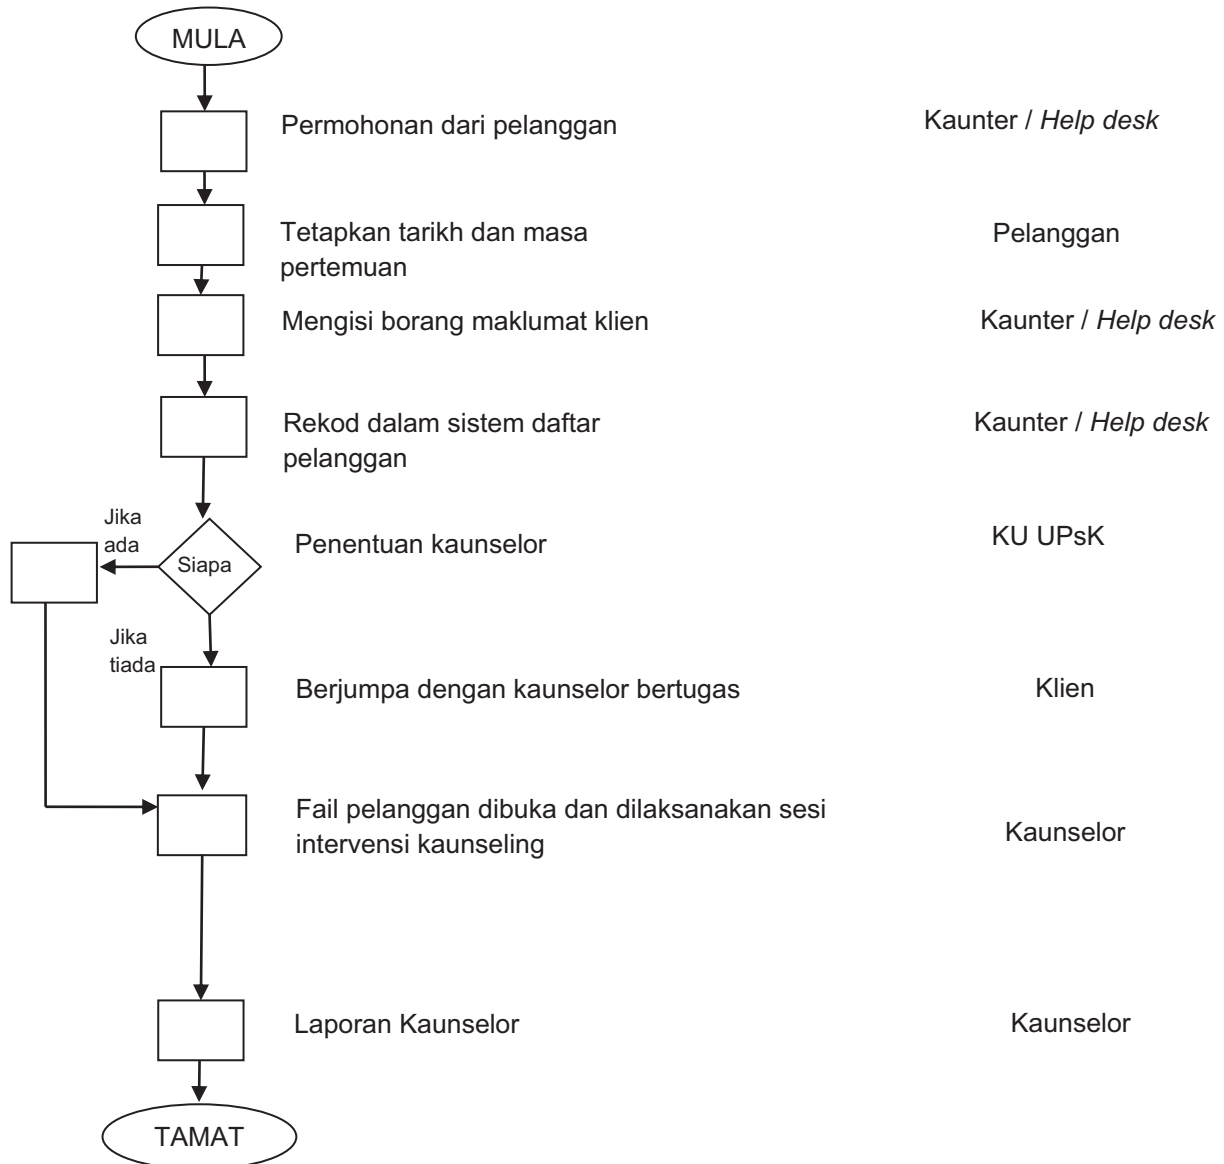 MULA
Permohonan dari pelanggan
Kaunter / Help desk
Tetapkan tarikh dan masa
pertemuan
Pelanggan
Mengisi borang maklumat klien
Kaunter / Help desk
Rekod dalam sistem daftar
pelanggan
Kaunter / Help desk
Jika
ada
Siapa
Penentuan kaunselor
KU UPsK
Jika
tiada
Berjumpa dengan kaunselor bertugas
Klien
Fail pelanggan dibuka dan dilaksanakan sesi
intervensi kaunseling
Kaunselor
Laporan Kaunselor
Kaunselor
TAMAT